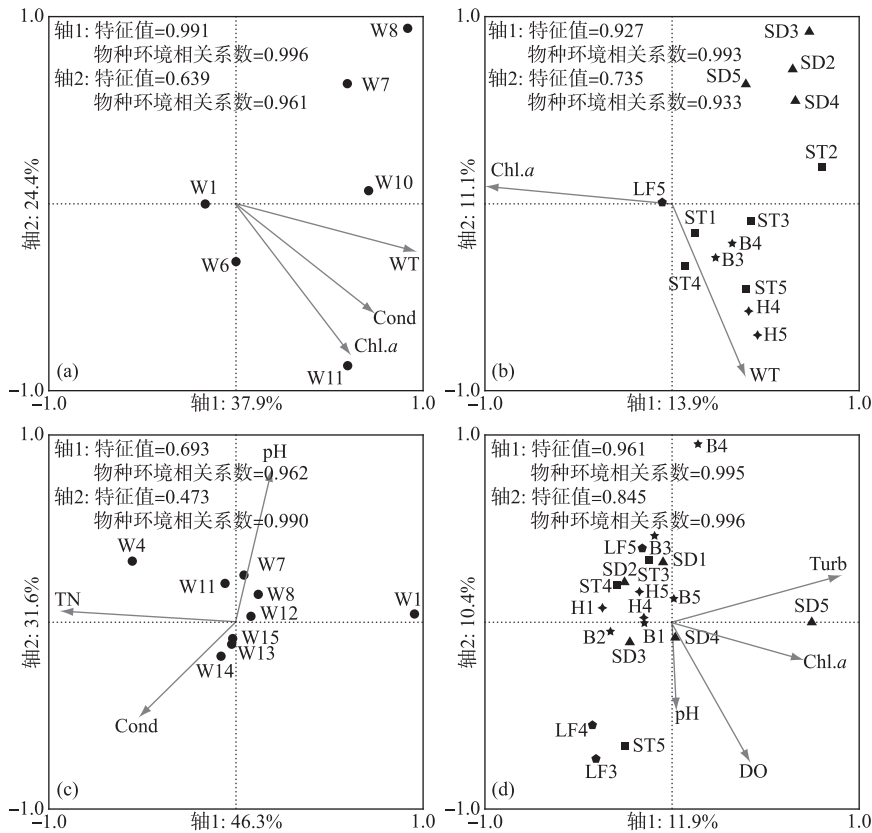 1.0
轴1: 特征值=0.991
物种环境相关系数=0.996
轴2: 特征值=0.639
物种环境相关系数=0.961
W8
W7
W10
W1
W6
WT
Cond
Chl.a
W11
(a)
轴2: 24.4%
−1.0
-1.0
轴1: 37.9%
1.0
1.0
轴1: 特征值=0.927
物种环境相关系数=0.993
轴2: 特征值=0.735
物种环境相关系数=0.933
SD3
SD2
SD5
SD4
ST2
Chl.a
LF5
ST1
ST3
B4
B3
ST4
ST5
H4
H5
WT
(b)
轴2: 11.1%
−1.0
-1.0
轴1: 13.9%
1.0
1.0
轴1: 特征值=0.693
物种环境相关系数=0.962
轴2: 特征值=0.473
物种环境相关系数=0.990
pH
W4
W7
W11
W8
TN
W12
W1
W15
W13
W14
Cond
(c)
轴2: 31.6%
−1.0
-1.0
轴1: 46.3%
1.0
1.0
轴1: 特征值=0.961
物种环境相关系数=0.995
轴2: 特征值=0.845
物种环境相关系数=0.996
B4
LF5
B3
SD1
Turb
SD2
ST3
ST4
H5
B5
H1
H4
SD5
B2
B1
SD4
SD3
Chl.a
pH
LF4
ST5
LF3
DO
(d)
轴2: 10.4%
−1.0
-1.0
轴1: 11.9%
1.0